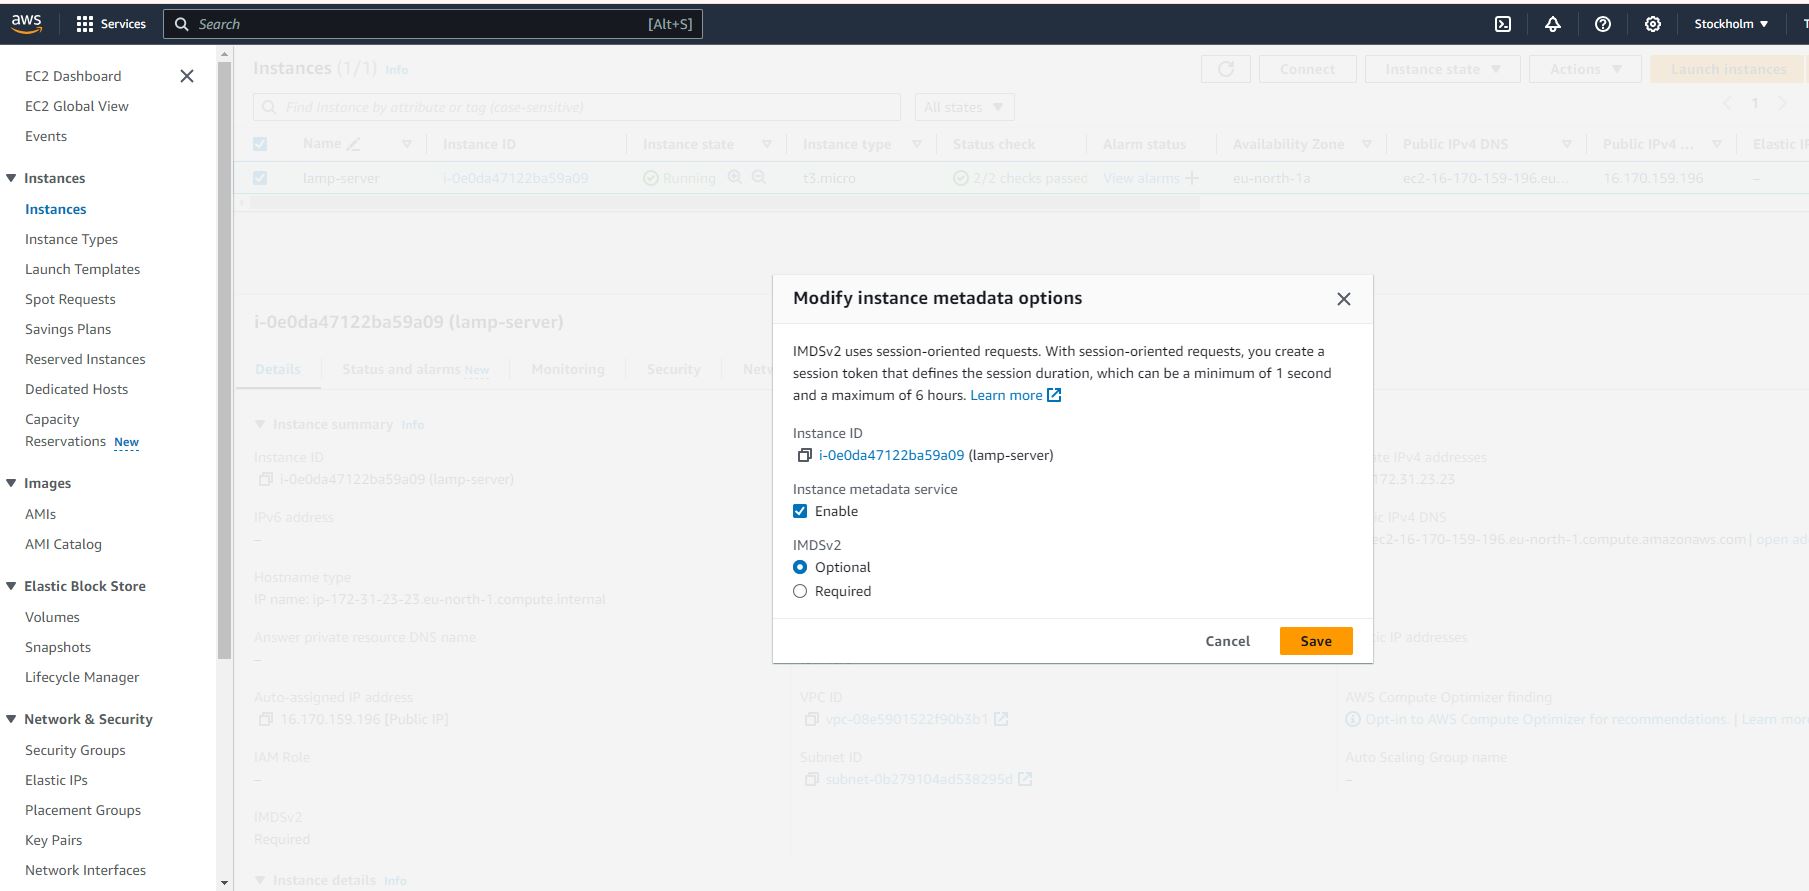 aws
Services
Search
[Alt+S]
Stockholm
EC2 Dashboard
EC2 Global View
Events
Instances
Instances
Instance Types
Launch Templates
Spot Requests
Savings Plans
Reserved Instances
Dedicated Hosts
Capacity
Reservations New
Images
AMIs
AMI Catalog
Elastic Block Store
Volumes
Snapshots
Lifecycle Manager
Network & Security
Security Groups
Elastic IPs
Placement Groups
Key Pairs
Network Interfaces
Instances (1/1) Info
Connect
Instance state
Actions
Launch instances
Find Instance by attribute or tag (case-sensitive)
All states
1
Name Instance ID Instance state Instance type Status check Alarm status Availability Zone Public IPv4 DNS Public IPv4 ... Elastic IP
lamp-server i-0e0da47122ba59a09 Running t3.micro 2/2 checks passed View alarms + eu-north-1a ec2-16-170-159-196.eu... 16.170.159.196 –
i-0e0da47122ba59a09 (lamp-server)
Details Status and alarms New Monitoring Security
Instance summary Info
Instance ID
i-0e0da47122ba59a09 (lamp-server)
IPv6 address
–
Hostname type
IP name: ip-172-31-23-23.eu-north-1.compute.internal
Answer private resource DNS name
–
Auto-assigned IP address
16.170.159.196 [Public IP]
IAM Role
–
IMDSv2
Required
Instance details Info
VPC ID
vpc-08e5901522f90b3b1
Subnet ID
subnet-0b279104ad538295d
IPv4 addresses
172.31.23.23
IPv4 DNS
ec2-16-170-159-196.eu-north-1.compute.amazonaws.com | open ad
IP addresses
AWS Compute Optimizer finding
Opt-in to AWS Compute Optimizer for recommendations. | Learn mor
Auto Scaling Group name
–
Modify instance metadata options
IMDSv2 uses session-oriented requests. With session-oriented requests, you create a
session token that defines the session duration, which can be a minimum of 1 second
and a maximum of 6 hours. Learn more
Instance ID
i-0e0da47122ba59a09 (lamp-server)
Instance metadata service
Enable
IMDSv2
Optional
Required
Cancel
Save